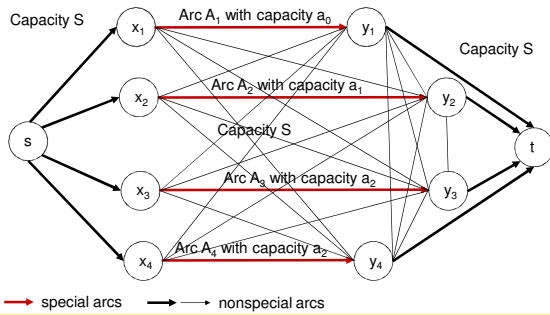 Capacity S
x1
Arc A1 with capacity a0
y1
Capacity S
x2
Arc A2 with capacity a1
y2
Capacity S
s
t
x3
Arc A3 with capacity a2
y3
x4
Arc A4 with capacity a2
y4
special arcs
nonspecial arcs